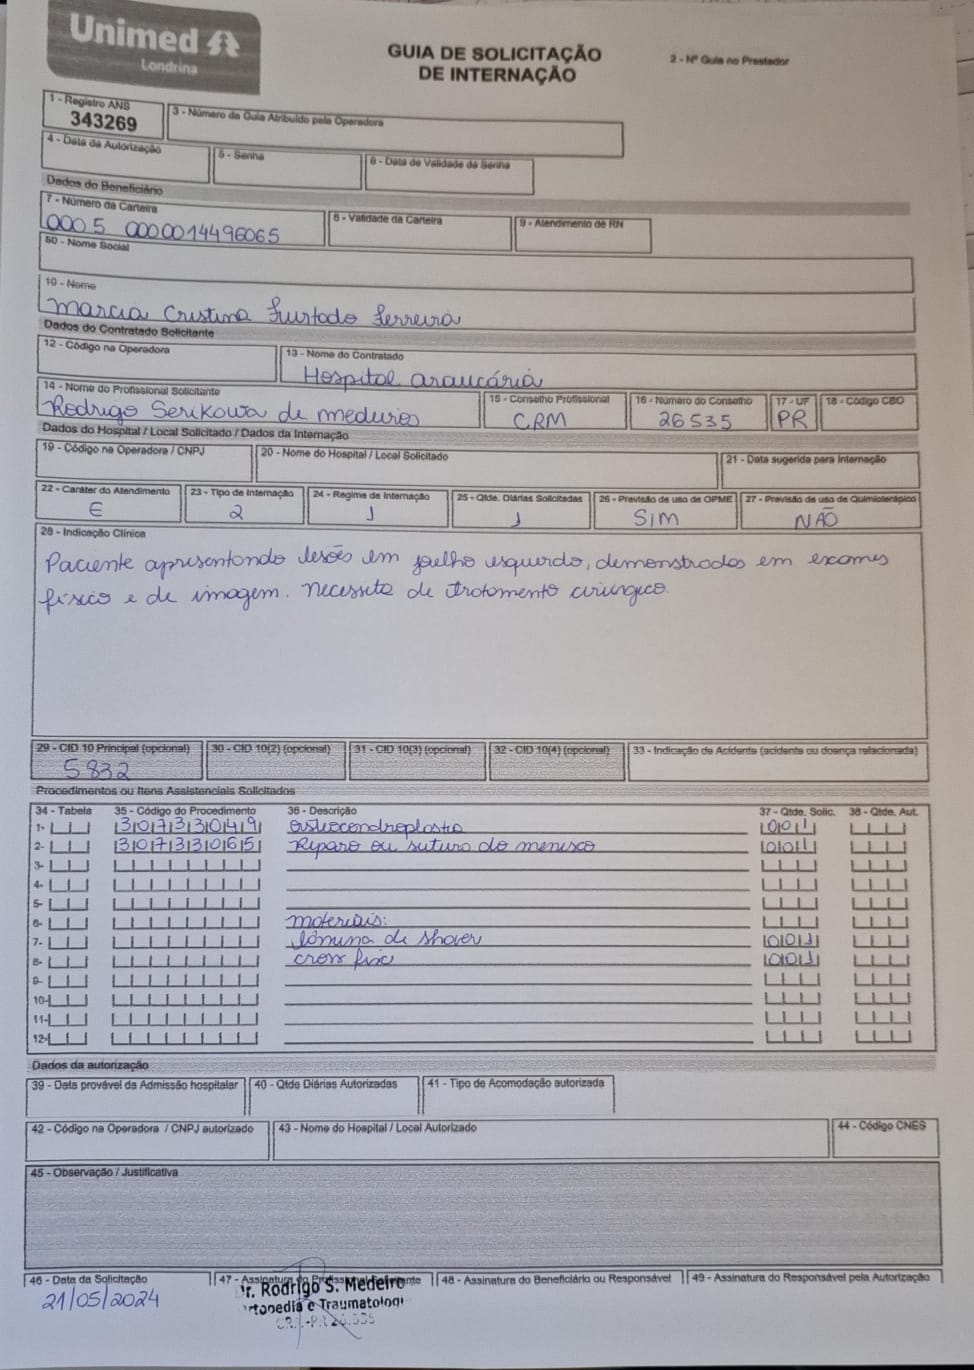 Unimed
Londrina
GUIA DE SOLICITAÇÃO
DE INTERNAÇÃO
2 - Nº Guia no Prestador
1 - Registro ANS
343269
3 - Número da Guia Atribuído pela Operadora
4 - Data da Autorização
5 - Senha
6 - Data de Validade da Senha
Dados do Beneficiário
7 - Número da Carteira
0005 0000014496065
8 - Validade da Carteira
9 - Atendimento de RN
50 - Nome Social
10 - Nome
Marcia Cristina Furtado Ferreira
Dados do Contratado Solicitante
12 - Código na Operadora
13 - Nome do Contratado
Hospital araucária
14 - Nome do Profissional Solicitante
Rodrigo Serikowa de medeiros
15 - Conselho Profissional
CRM
16 - Número do Conselho
26535
17 - UF
PR
18 - Código CBO
Dados do Hospital / Local Solicitado / Dados da Internação
19 - Código na Operadora / CNPJ
20 - Nome do Hospital / Local Solicitado
21 - Data sugerida para Internação
22 - Caráter do Atendimento
E
23 - Tipo de Internação
2
24 - Regime de Internação
1
25 - Qtde. Diárias Solicitadas
1
26 - Previsão de uso de OPME
SIM
27 - Previsão de uso de Quimioterápico
NÃO
28 - Indicação Clínica
Paciente apresentando lesões em joelho esquerdo, demonstrados em exames
físico e de imagem. necessita de tratamento cirúrgico.
29 - CID 10 Principal (opcional)
S832
30 - CID 10(2) (opcional)
31 - CID 10(3) (opcional)
32 - CID 10(4) (opcional)
33 - Indicação de Acidente (acidente ou doença relacionada)
Procedimentos ou Itens Assistenciais Solicitados
34 - Tabela
35 - Código do Procedimento
36 - Descrição
37 - Qtde. Solic.
38 - Qtde. Aut.
1- 30733049 osteocondroplastia 001
2- 30733065 Reparo ou sutura do menisco 001
3-
4-
5-
6- materiais:
7- lâmina de shaver 001
8- cross fix 001
9-
10-
11-
12-
Dados da autorização
39 - Data provável da Admissão hospitalar
40 - Qtde Diárias Autorizadas
41 - Tipo de Acomodação autorizada
42 - Código na Operadora / CNPJ autorizado
43 - Nome do Hospital / Local Autorizado
44 - Código CNES
45 - Observação / Justificativa
46 - Data da Solicitação
21/05/2024
47 - Assinatura do Profissional Solicitante
r. Rodrigo S. Medeiro
rtopedia e Traumatologi
CRM-PR 26.535
48 - Assinatura do Beneficiário ou Responsável
49 - Assinatura do Responsável pela Autorização